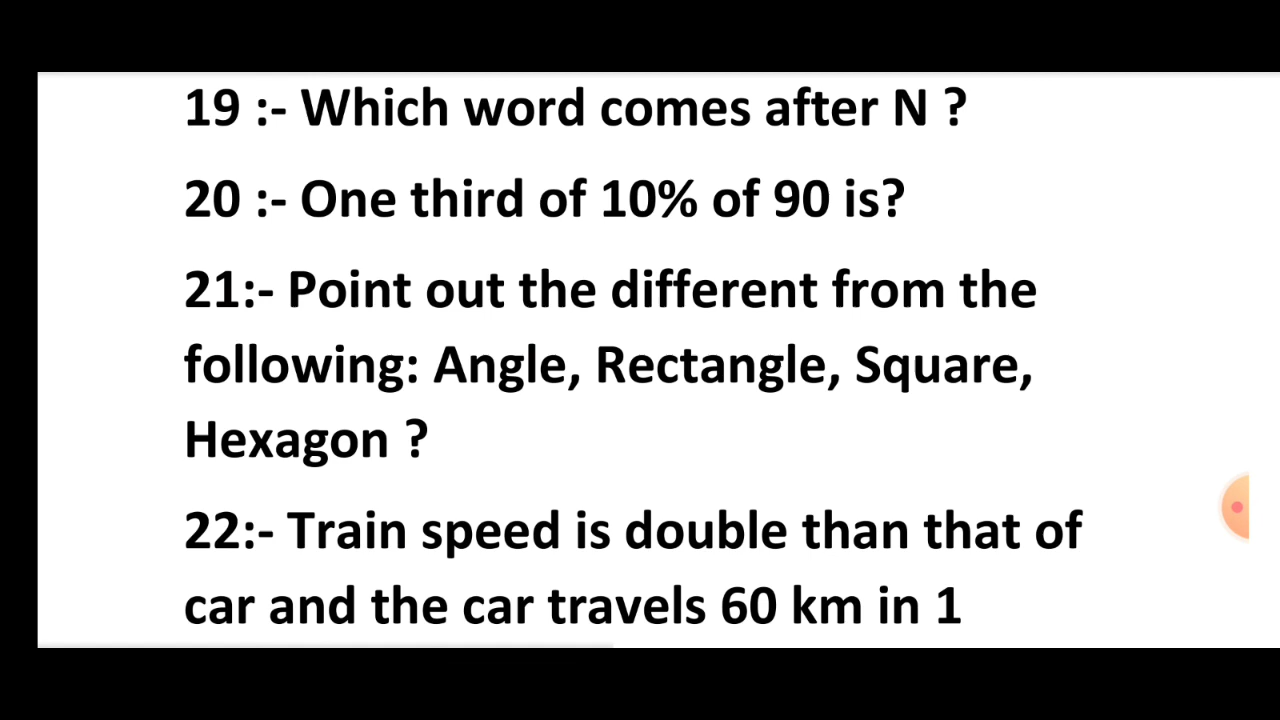 19 :- Which word comes after N ?
20 :- One third of 10% of 90 is?
21:- Point out the different from the
following: Angle, Rectangle, Square,
Hexagon ?
22:- Train speed is double than that of
car and the car travels 60 km in 1